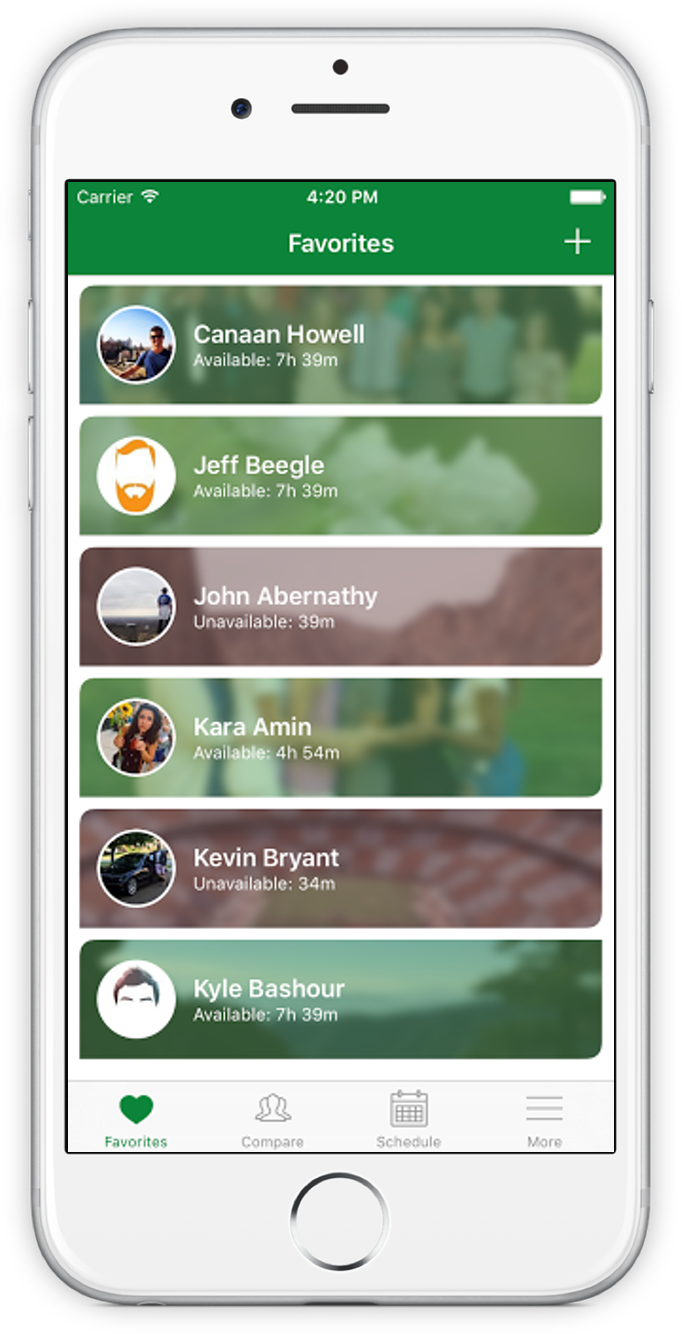 Carrier 4:20 PM
Favorites +
Canaan Howell
Available: 7h 39m
Jeff Beegle
Available: 7h 39m
John Abernathy
Unavailable: 39m
Kara Amin
Available: 4h 54m
Kevin Bryant
Unavailable: 34m
Kyle Bashour
Available: 7h 39m
Favorites Compare Schedule More